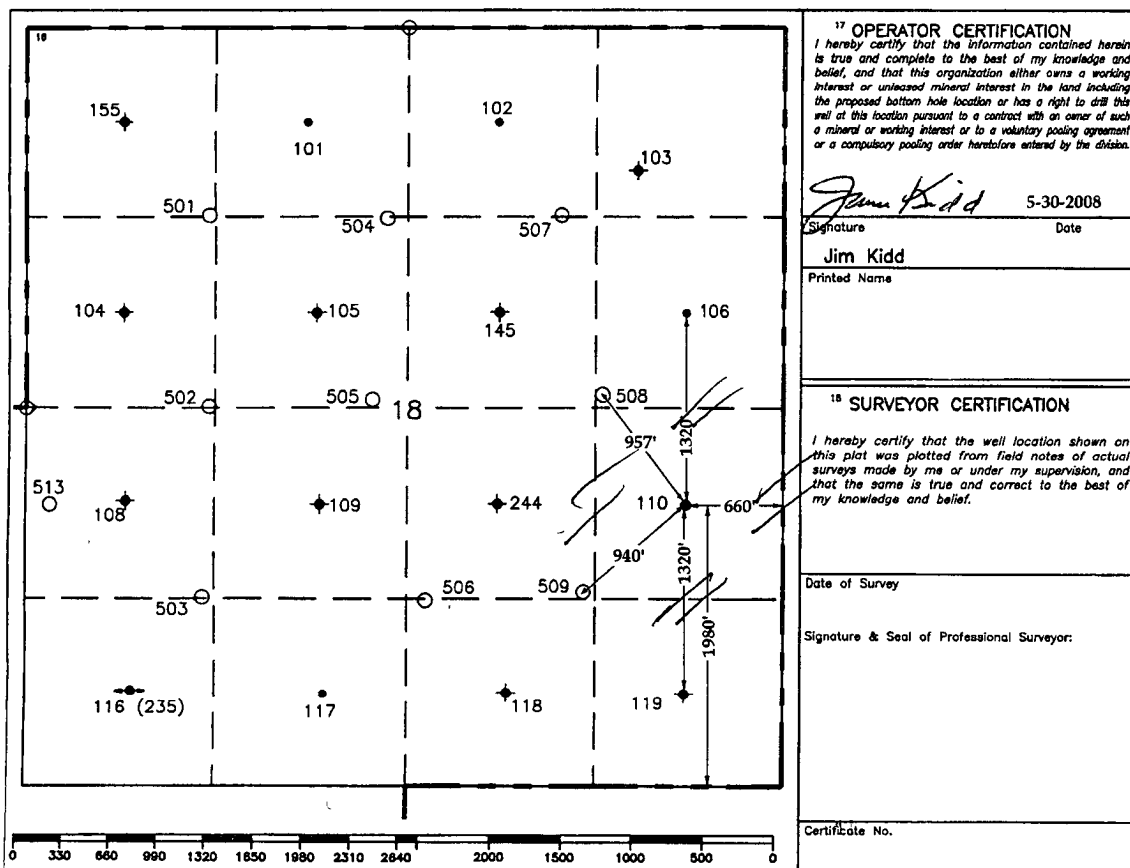 16
155
101
102
103
501
504
507
104
105
145
106
502
505
18
508
957'
1320
513
108
109
244
110
660'
940'
1320'
503
506
509
1980'
116 (235)
117
118
119
0 330 660 990 1320 1650 1980 2310 2640 2000 1500 1000 500 0
17 OPERATOR CERTIFICATION
I hereby certify that the information contained herein
is true and complete to the best of my knowledge and
belief, and that this organization either owns a working
interest or unleased mineral interest in the land including
the proposed bottom hole location or has a right to drill this
well at this location pursuant to a contract with an owner of such
a mineral or working interest or to a voluntary pooling agreement
or a compulsory pooling order heretofore entered by the division.
Jim Kidd 5-30-2008
Signature Date
Jim Kidd
Printed Name
18 SURVEYOR CERTIFICATION
I hereby certify that the well location shown on
this plat was plotted from field notes of actual
surveys made by me or under my supervision, and
that the same is true and correct to the best of
my knowledge and belief.
Date of Survey
Signature & Seal of Professional Surveyor:
Certificate No.